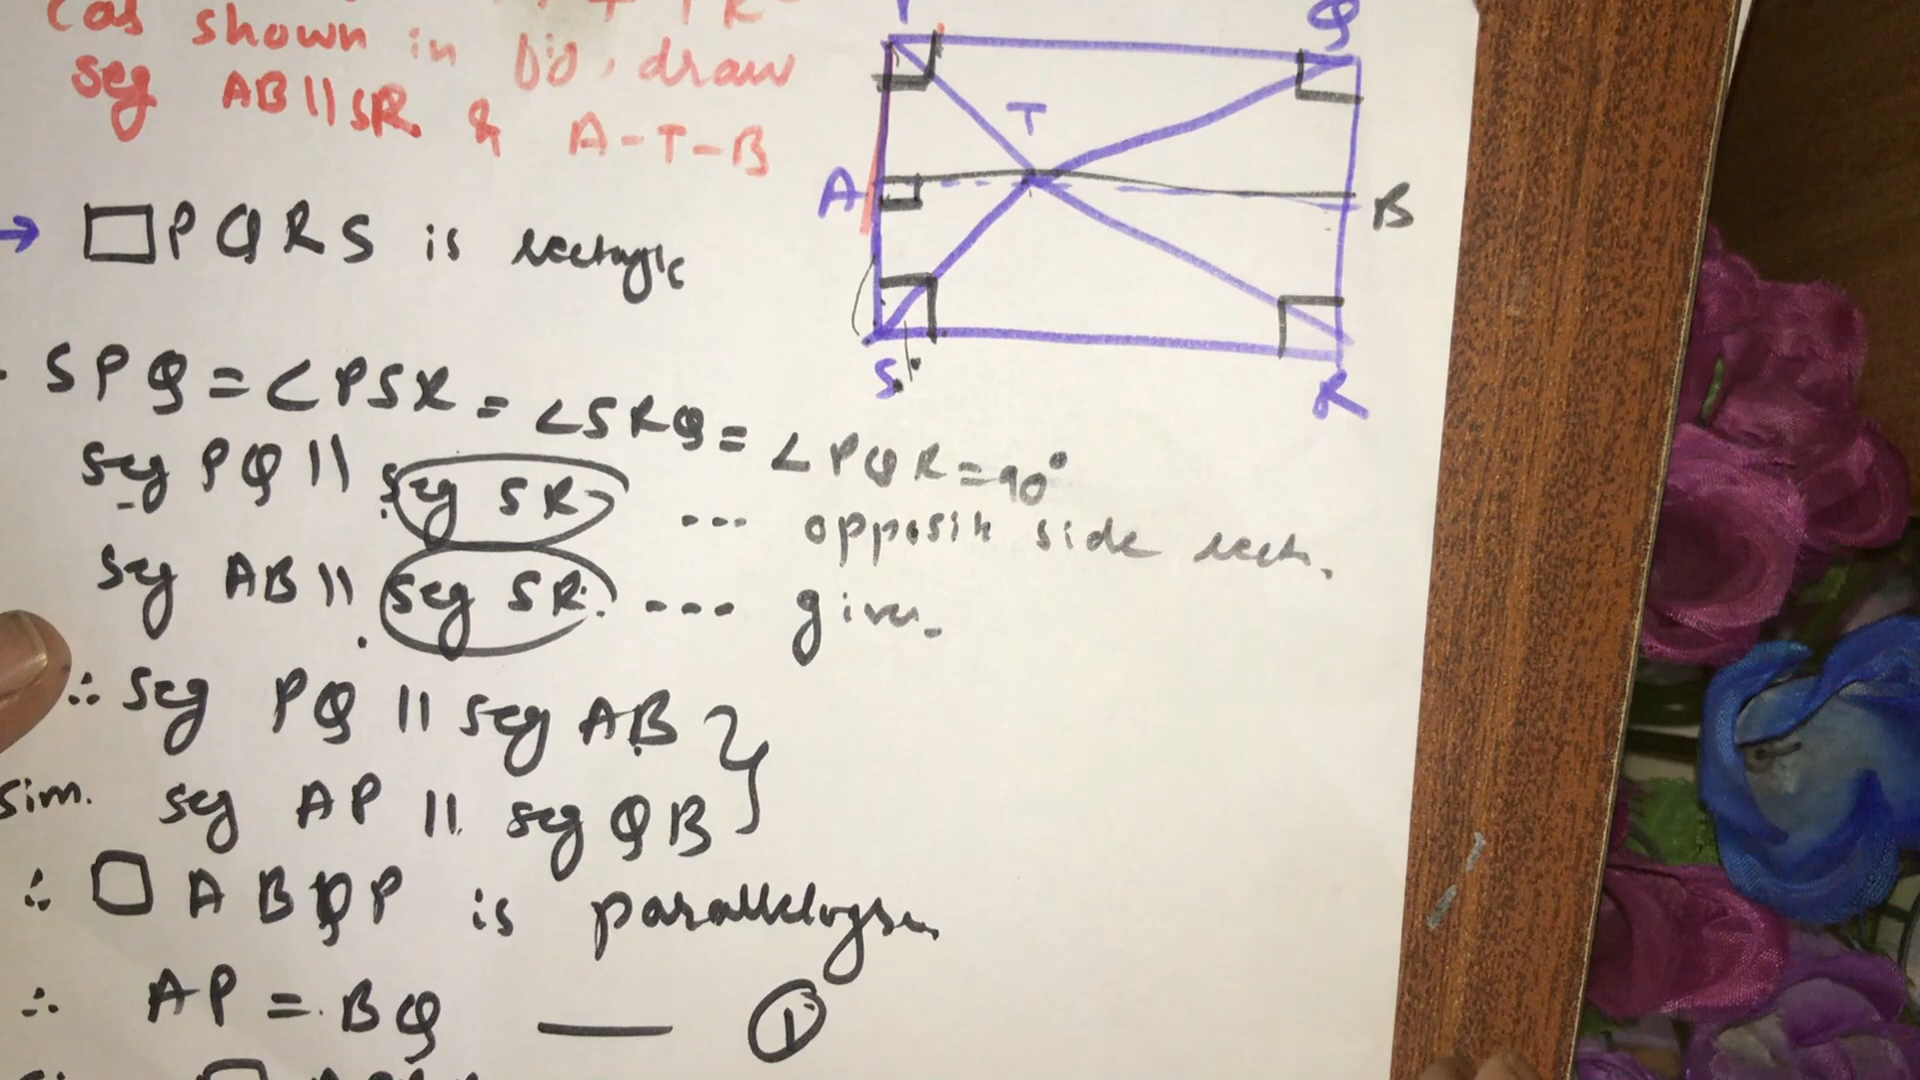 (as shown in fig, draw
seg AB || SR & A-T-B
P
Q
T
A
B
S
R
→ □PQRS is rectagle
SPQ = ∠PSR = ∠SRQ = ∠PQR = 90°
seg PQ || seg SR ... opposite side rect.
seg AB || seg SR ... given.
∴ seg PQ || seg AB
sim. seg AP || seg QB
∴ □ ABQP is parallelogram
∴ AP = BQ — ①